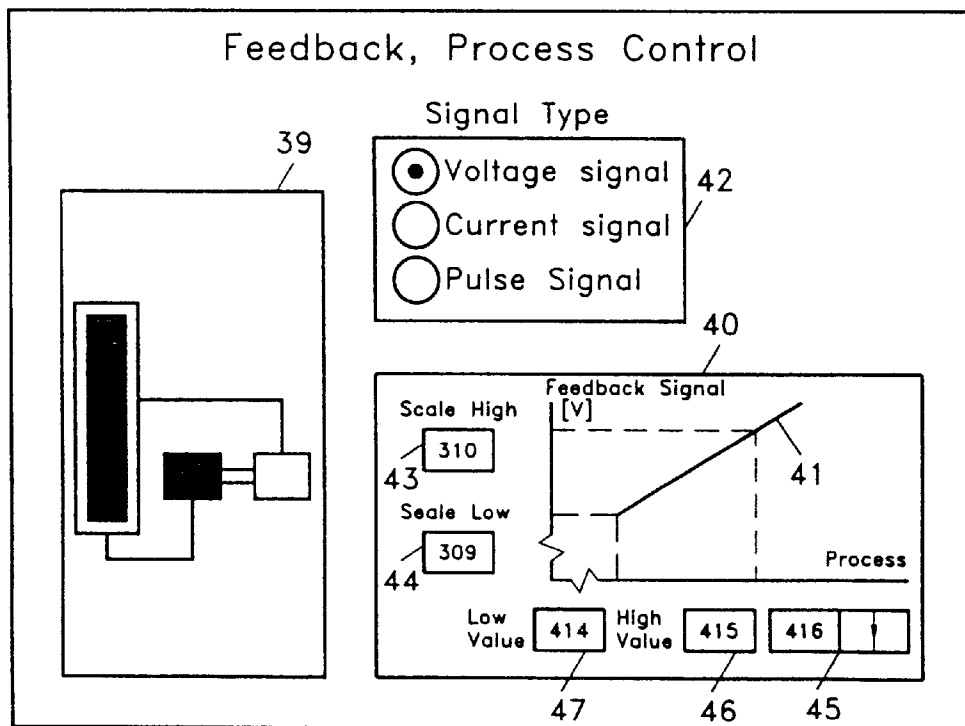 Feedback, Process Control
Signal Type
39
Voltage signal
42
Current signal
Pulse Signal
40
Feedback Signal
[V]
Scale High
310
43
41
Seale Low
309
44
Process
Low Value
414
High Value
415
416
47
46
45